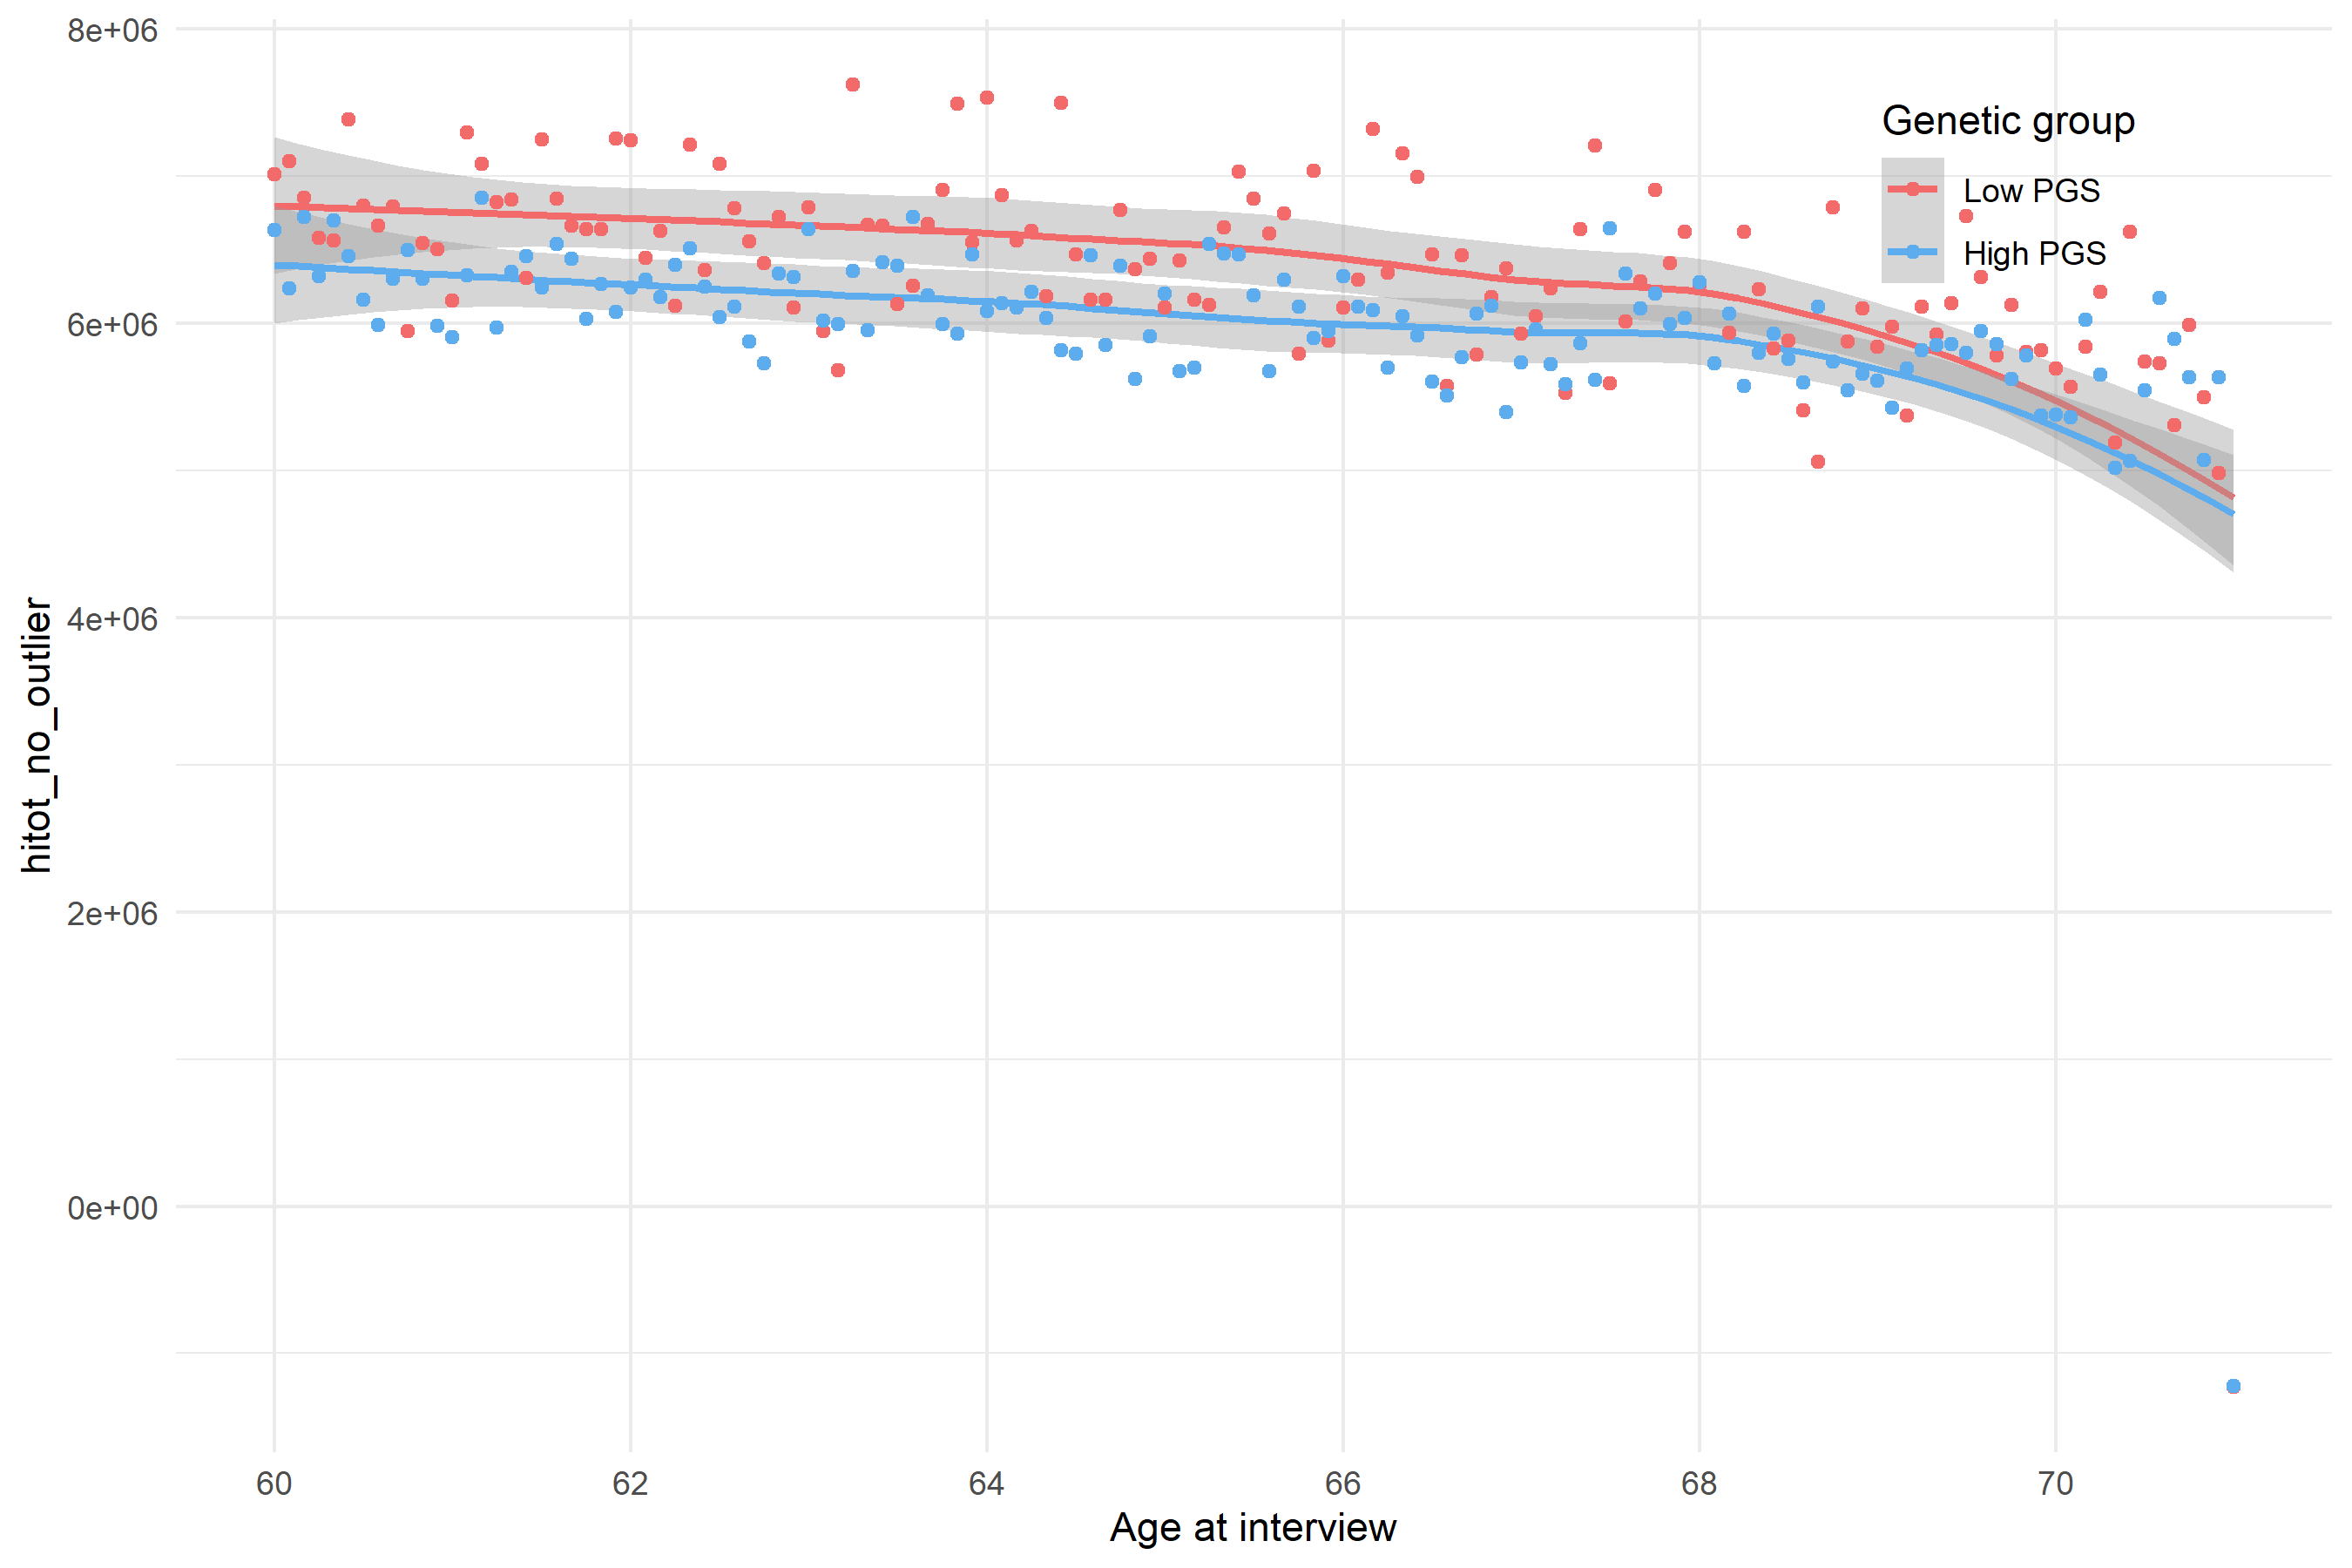 8e+06
6e+06
4e+06
2e+06
0e+00
hitot_no_outlier
Genetic group
Low PGS
High PGS
60 62 64 66 68 70
Age at interview